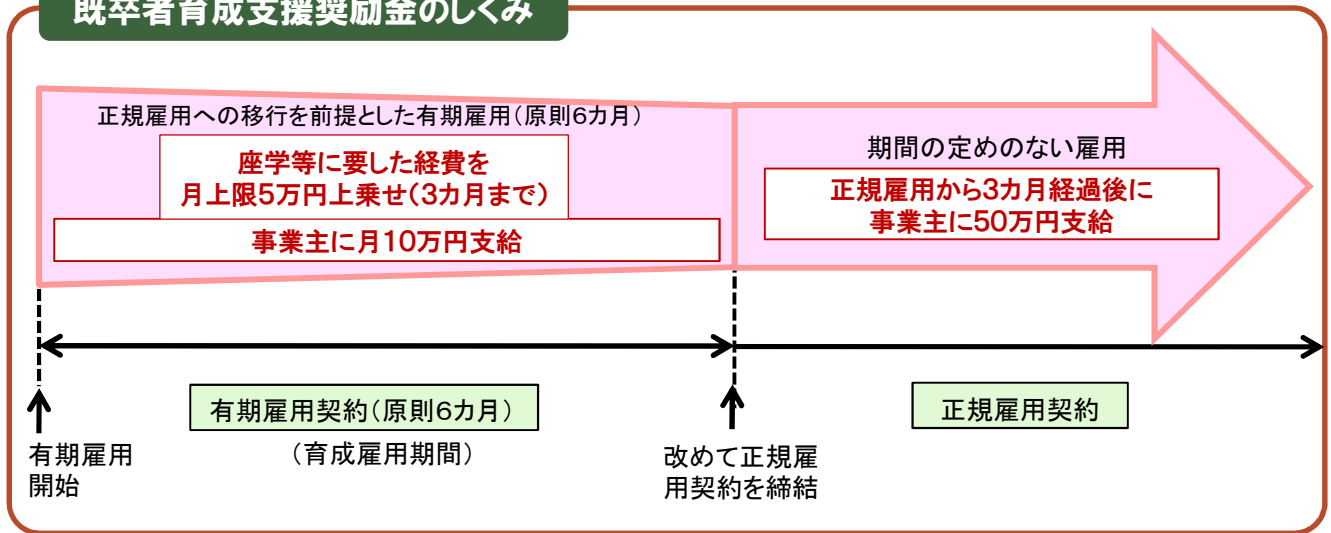 既卒者育成支援奨励金のしくみ
正規雇用への移行を前提とした有期雇用(原則6カ月)
座学等に要した経費を
月上限5万円上乗せ(3カ月まで)
事業主に月10万円支給
期間の定めのない雇用
正規雇用から3カ月経過後に
事業主に50万円支給
有期雇用契約(原則6カ月)
(育成雇用期間)
正規雇用契約
有期雇用
開始
改めて正規雇
用契約を締結